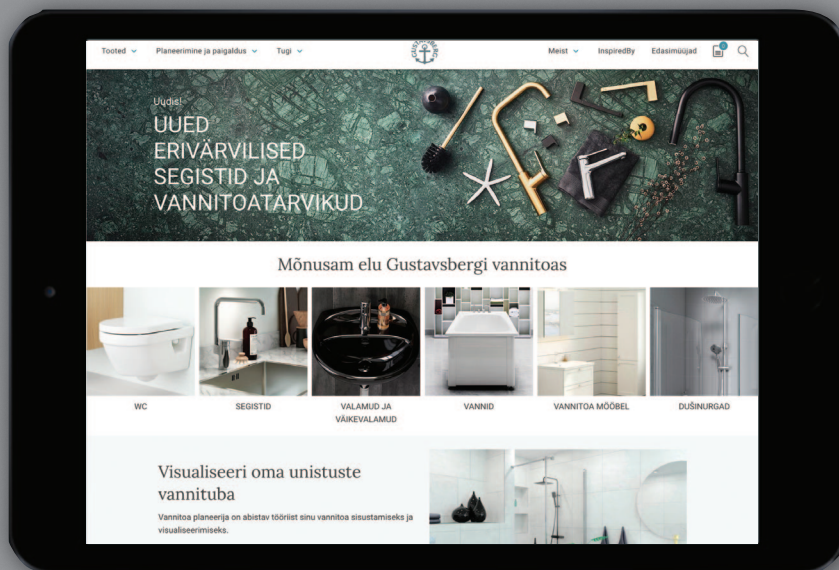 Tooted
Planeerimine ja paigaldus
Tugi
GUSTAVSBERG
Meist
InspiredBy
Edasimüüjad
0
Uudis!
UUED
ERIVÄRVILISED
SEGISTID JA
VANNITOATARVIKUD
Mõnusam elu Gustavsbergi vannitoas
WC
SEGISTID
VALAMUD JA
VÄIKEVALAMUD
VANNID
VANNITOA MÖÖBEL
DUŠINURGAD
Visualiseeri oma unistuste
vannituba
Vannitoa planeerija on abistav tööriist sinu vannitoa sisustamiseks ja
visualiseerimiseks.